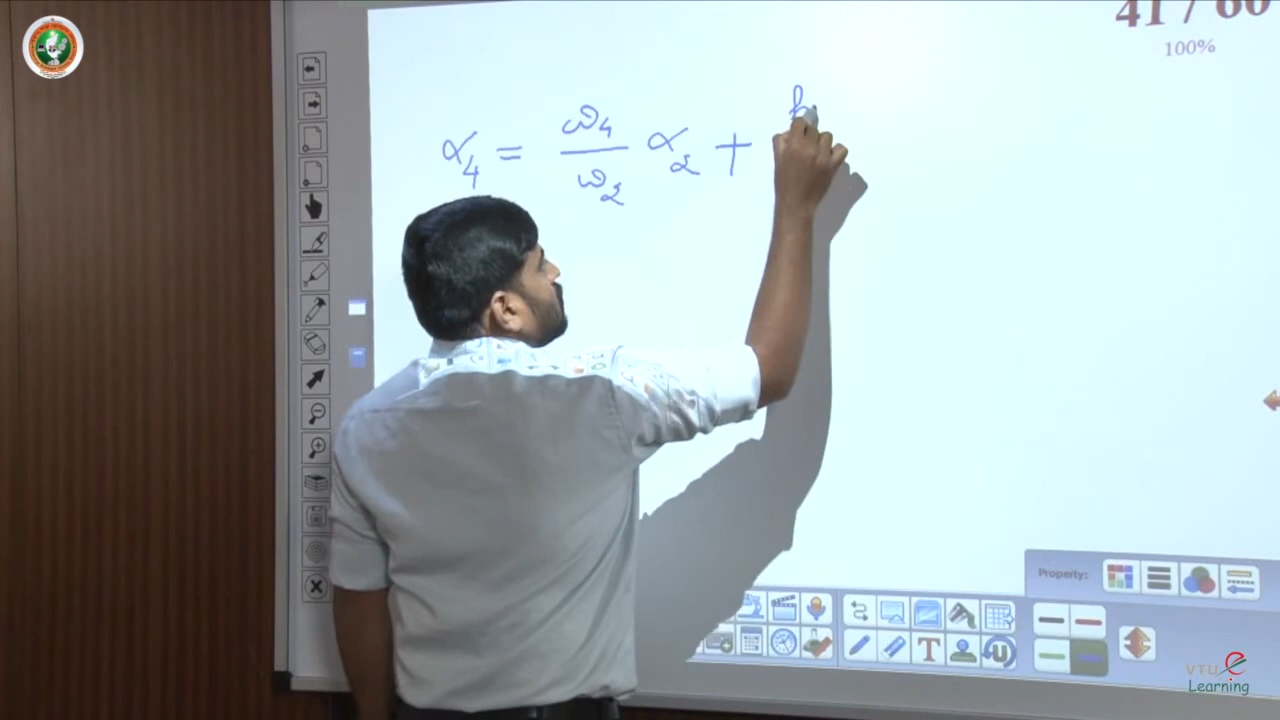 41 / 60
100%
α₄ = ω₄/ω₂ α₂ +
Property:
T
VTU e
Learning